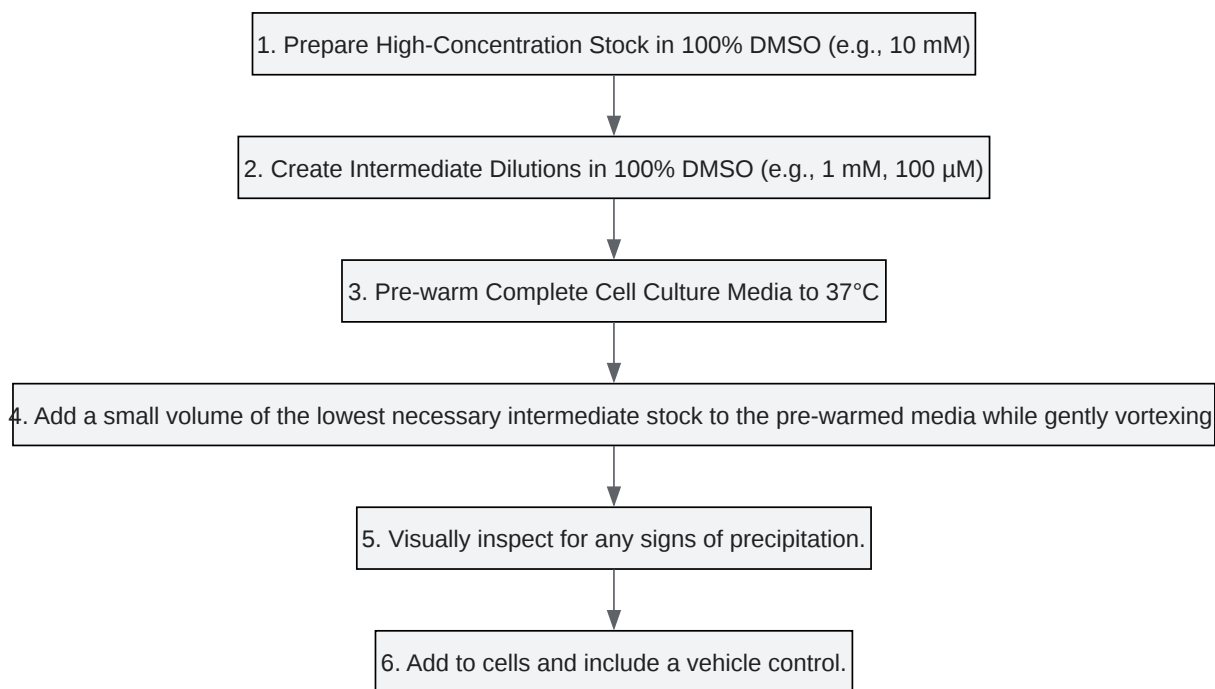 1. Prepare High-Concentration Stock in 100% DMSO (e.g., 10 mM)
2. Create Intermediate Dilutions in 100% DMSO (e.g., 1 mM, 100 µM)
3. Pre-warm Complete Cell Culture Media to 37°C
4. Add a small volume of the lowest necessary intermediate stock to the pre-warmed media while gently vortexing.
5. Visually inspect for any signs of precipitation.
6. Add to cells and include a vehicle control.